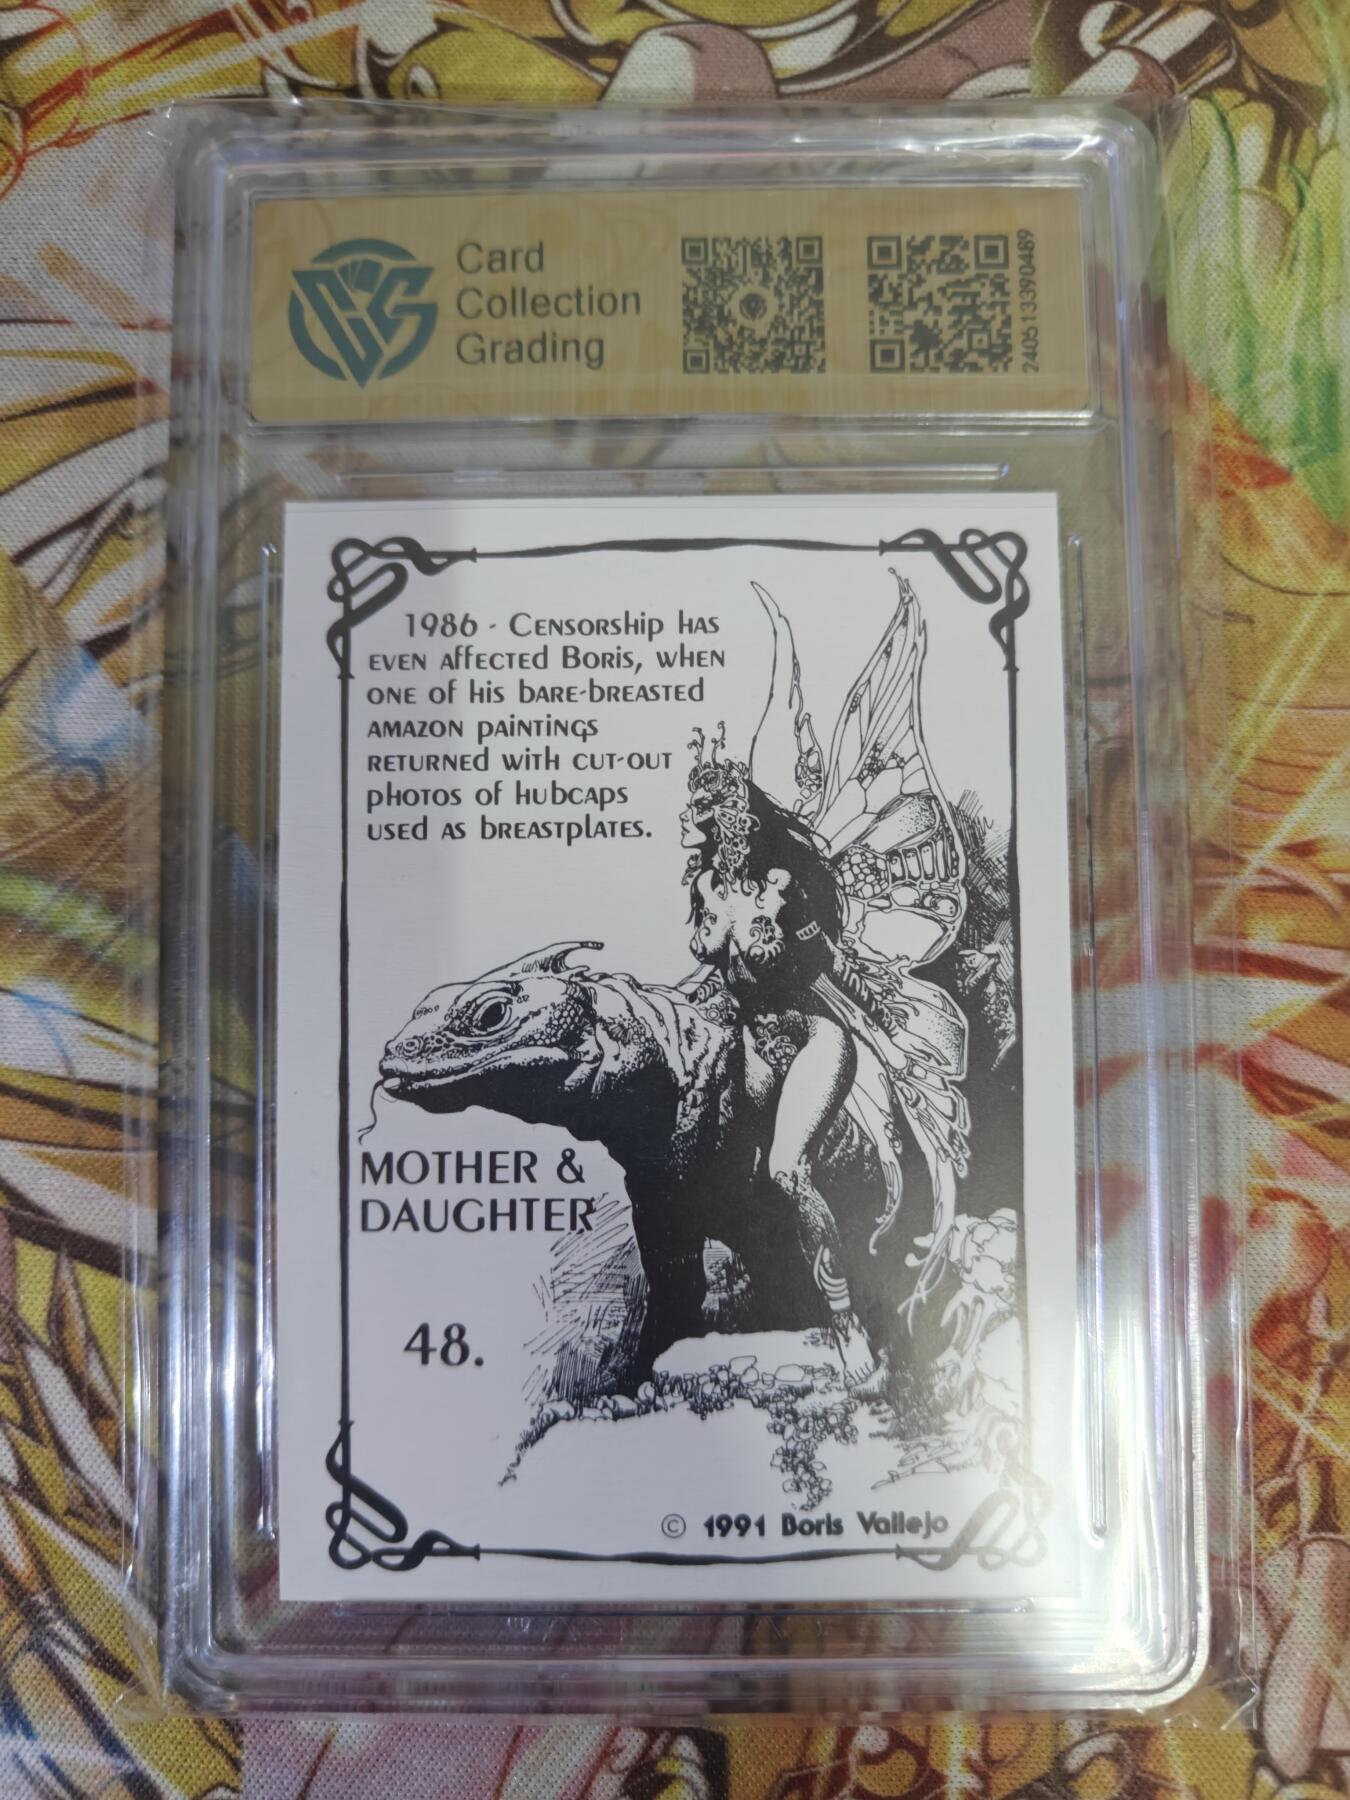 Card
Collection
Grading
2405133390489
1986 - CENSORSHIP HAS
EVEN AFFECTED BORIS, WHEN
ONE OF HIS BARE-BREASTED
AMAZON PAINTINGS
RETURNED WITH CUT-OUT
PHOTOS OF HUBCAPS
USED AS BREASTPLATES.
MOTHER &
DAUGHTER
48.
© 1991 Boris Vallejo